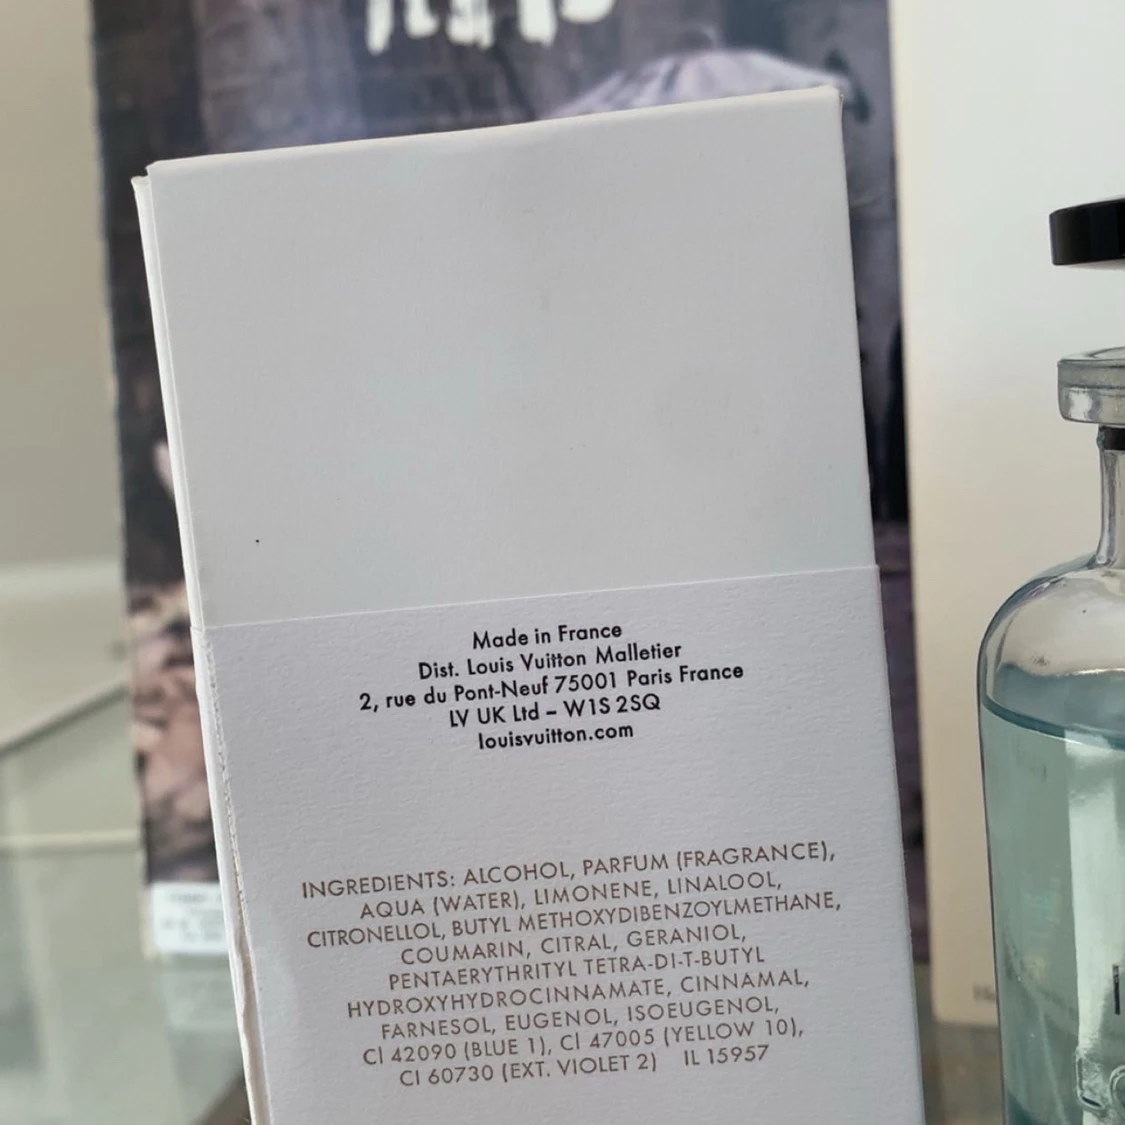 Made in France
Dist. Louis Vuitton Malletier
2, rue du Pont-Neuf 75001 Paris France
LV UK Ltd – W1S 2SQ
louisvuitton.com
INGREDIENTS: ALCOHOL, PARFUM (FRAGRANCE),
AQUA (WATER), LIMONENE, LINALOOL,
CITRONELLOL, BUTYL METHOXYDIBENZOYLMETHANE,
COUMARIN, CITRAL, GERANIOL,
PENTAERYTHRITYL TETRA-DI-T-BUTYL
HYDROXYHYDROCINNAMATE, CINNAMAL,
FARNESOL, EUGENOL, ISOEUGENOL,
CI 42090 (BLUE 1), CI 47005 (YELLOW 10),
CI 60730 (EXT. VIOLET 2) IL 15957